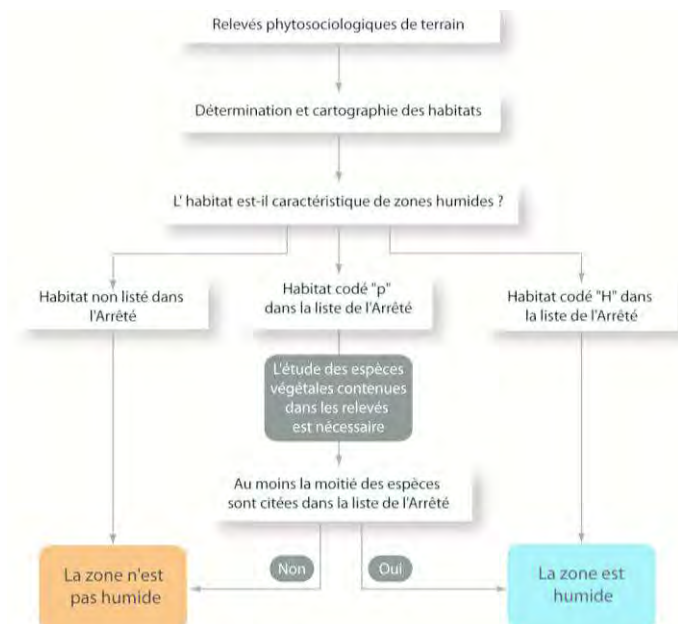 Relevés phytosociologiques de terrain
Détermination et cartographie des habitats
L' habitat est-il caractéristique de zones humides ?
Habitat non listé dans
l'Arrêté
Habitat codé "p"
dans la liste de l'Arrêté
Habitat codé "H" dans
la liste de l'Arrêté
L'étude des espèces
végétales contenues
dans les relevés
est nécessaire
Au moins la moitié des espèces
sont citées dans la liste de l'Arrêté
Non
Oui
La zone n'est
pas humide
La zone est
humide